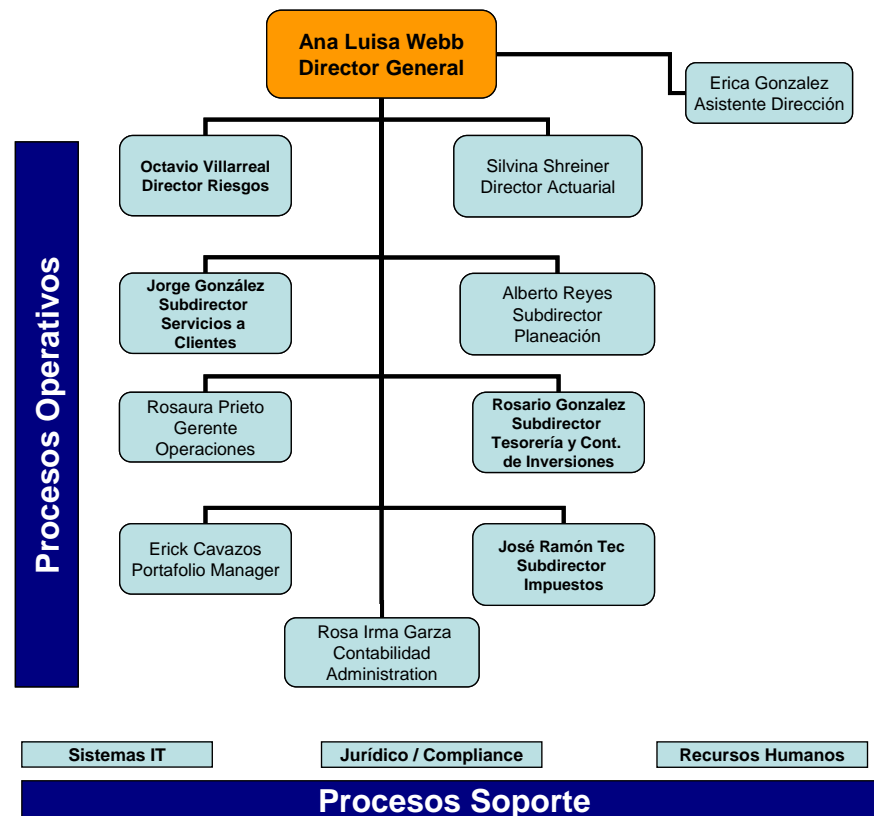 Ana Luisa Webb
Director General
Erica Gonzalez
Asistente Dirección
Procesos Operativos
Octavio Villarreal
Director Riesgos
Silvina Shreiner
Director Actuarial
Jorge González
Subdirector
Servicios a
Clientes
Alberto Reyes
Subdirector
Planeación
Rosaura Prieto
Gerente
Operaciones
Rosario Gonzalez
Subdirector
Tesorería y Cont.
de Inversiones
Erick Cavazos
Portafolio Manager
José Ramón Tec
Subdirector
Impuestos
Rosa Irma Garza
Contabilidad
Administration
Sistemas IT
Jurídico / Compliance
Recursos Humanos
Procesos Soporte